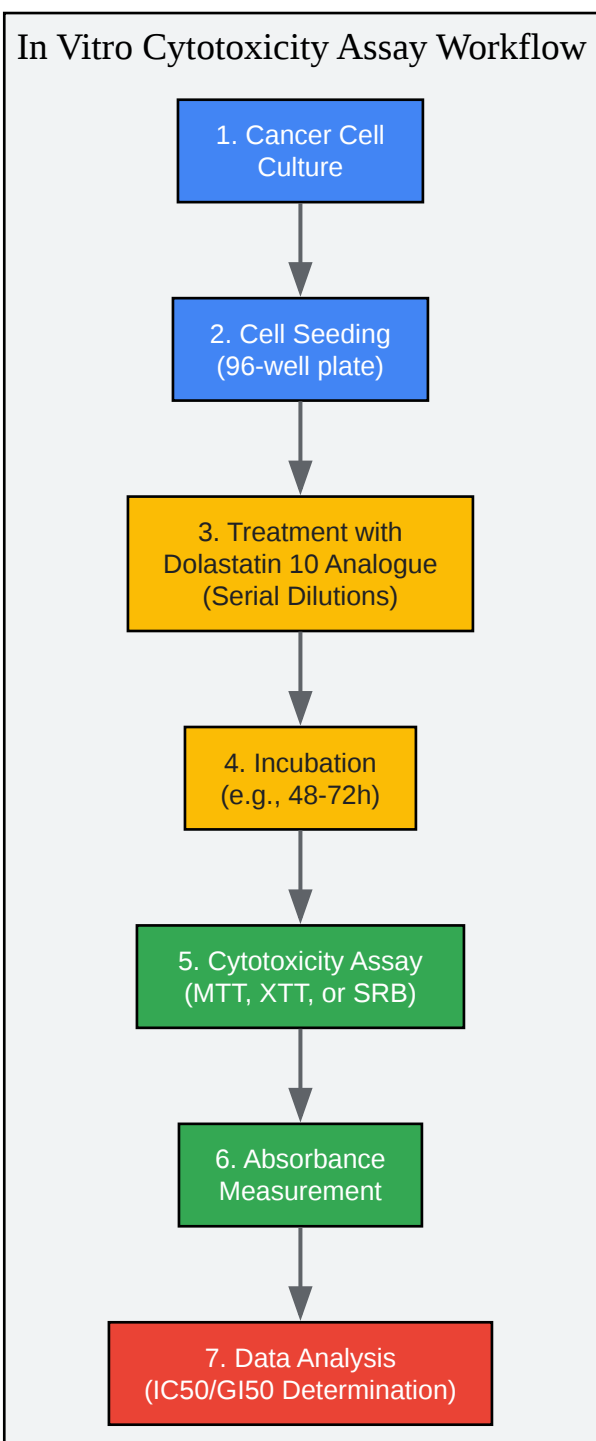 In Vitro Cytotoxicity Assay Workflow
1. Cancer Cell
Culture
2. Cell Seeding
(96-well plate)
3. Treatment with
Dolastatin 10 Analogue
(Serial Dilutions)
4. Incubation
(e.g., 48-72h)
5. Cytotoxicity Assay
(MTT, XTT, or SRB)
6. Absorbance
Measurement
7. Data Analysis
(IC50/GI50 Determination)